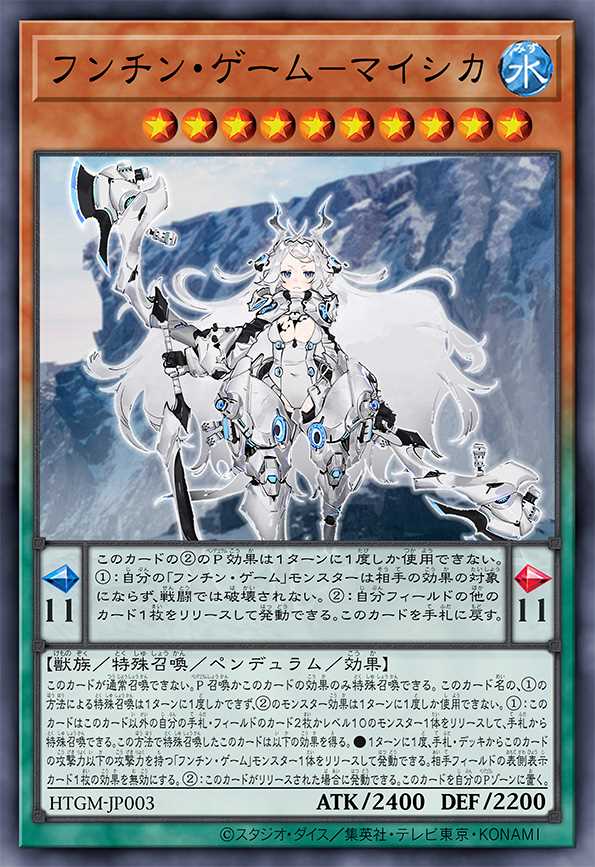 フンチン・ゲームーマイシカ
みず
水
このカードの②のP効果は1ターンに1度しか使用できない。
①：自分の「フンチン・ゲーム」モンスターは相手の効果の対象
にならず、戦闘では破壊されない。②：自分フィールドの他の
カード1枚をリリースして発動できる。このカードを手札に戻す。
11
11
【獣族／特殊召喚／ペンデュラム／効果】
このカードが通常召喚できない。P召喚かこのカードの効果のみ特殊召喚できる。このカード名の、①の
方法による特殊召喚は1ターンに1度しかできず、②のモンスター効果は1ターンに1度しか使用できない。①：こ
のカードはこのカード以外の自分の手札・フィールドのカード2枚かレベル10のモンスター1体をリリースして、手札から
特殊召喚できる。この方法で特殊召喚したこのカードは以下の効果を得る。●1ターンに1度、手札・デッキからこのカード
の攻撃力以下の攻撃力を持つ「フンチン・ゲーム」モンスター1体をリリースして発動できる。相手フィールドの表側表示
カード1枚の効果を無効にする。②：このカードがリリースされた場合に発動できる。このカードを自分のPゾーンに置く。
HTGM-JP003 ATK/2400 DEF/2200
©スタジオ・ダイス／集英社・テレビ東京・KONAMI